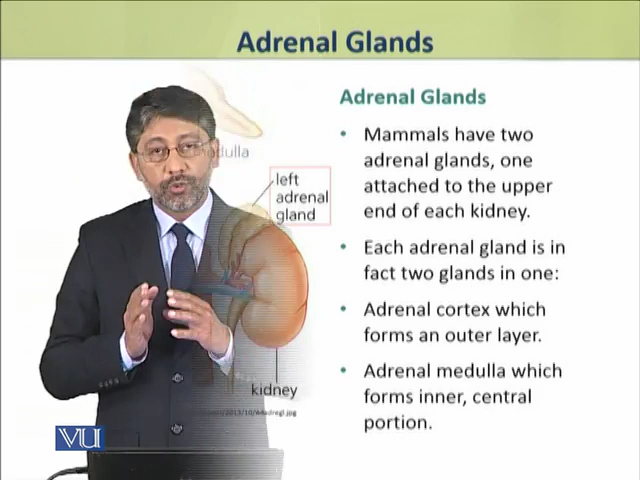 Adrenal Glands
Adrenal Glands
• Mammals have two
adrenal glands, one
attached to the upper
end of each kidney.
• Each adrenal gland is in
fact two glands in one:
• Adrenal cortex which
forms an outer layer.
• Adrenal medulla which
forms inner, central
portion.
left
adrenal
gland
kidney
VU